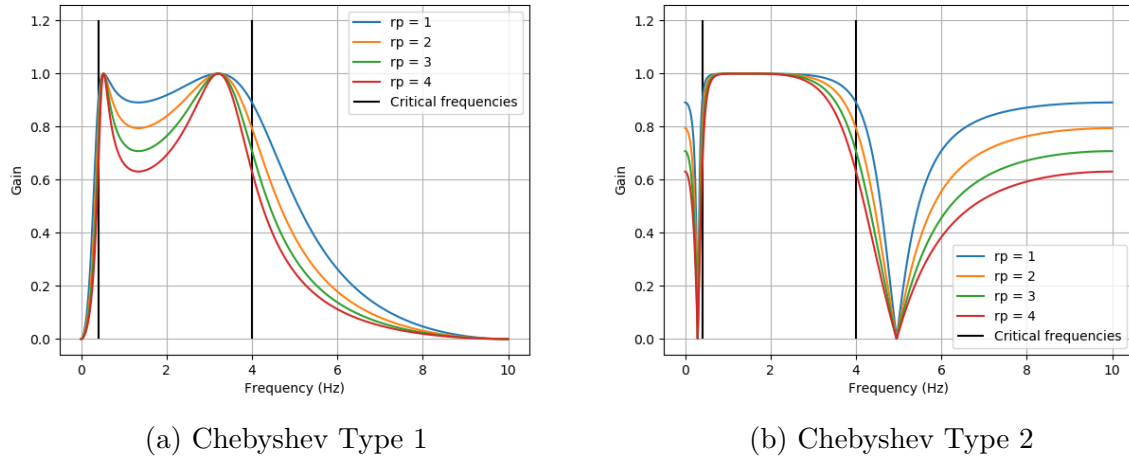 1.2
1.0
0.8
0.6
0.4
0.2
0.0
Gain
0 2 4 6 8 10
Frequency (Hz)
rp = 1
rp = 2
rp = 3
rp = 4
Critical frequencies
(a) Chebyshev Type 1
1.2
1.0
0.8
0.6
0.4
0.2
0.0
Gain
0 2 4 6 8 10
Frequency (Hz)
rp = 1
rp = 2
rp = 3
rp = 4
Critical frequencies
(b) Chebyshev Type 2